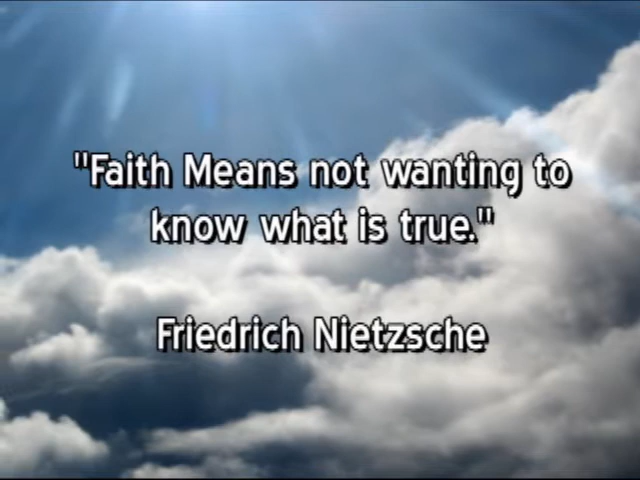 "Faith Means not wanting to
know what is true."
Friedrich Nietzsche